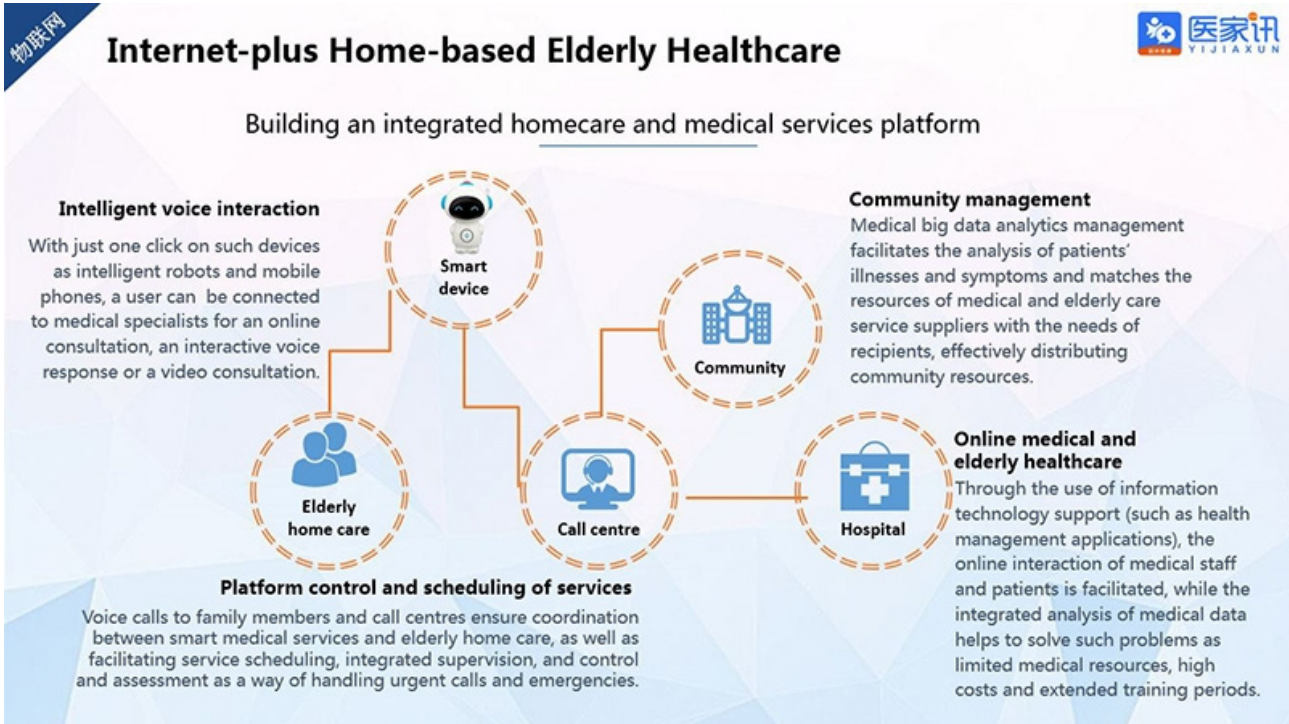 物联网
Internet-plus Home-based Elderly Healthcare
医家讯
YIJIAXUN
Building an integrated homecare and medical services platform
Intelligent voice interaction
With just one click on such devices
as intelligent robots and mobile
phones, a user can be connected
to medical specialists for an online
consultation, an interactive voice
response or a video consultation.
Smart
device
Community management
Medical big data analytics management
facilitates the analysis of patients'
illnesses and symptoms and matches the
resources of medical and elderly care
service suppliers with the needs of
recipients, effectively distributing
community resources.
Community
Elderly
home care
Call centre
Hospital
Online medical and
elderly healthcare
Through the use of information
technology support (such as health
management applications), the
online interaction of medical staff
and patients is facilitated, while the
integrated analysis of medical data
helps to solve such problems as
limited medical resources, high
costs and extended training periods.
Platform control and scheduling of services
Voice calls to family members and call centres ensure coordination
between smart medical services and elderly home care, as well as
facilitating service scheduling, integrated supervision, and control
and assessment as a way of handling urgent calls and emergencies.